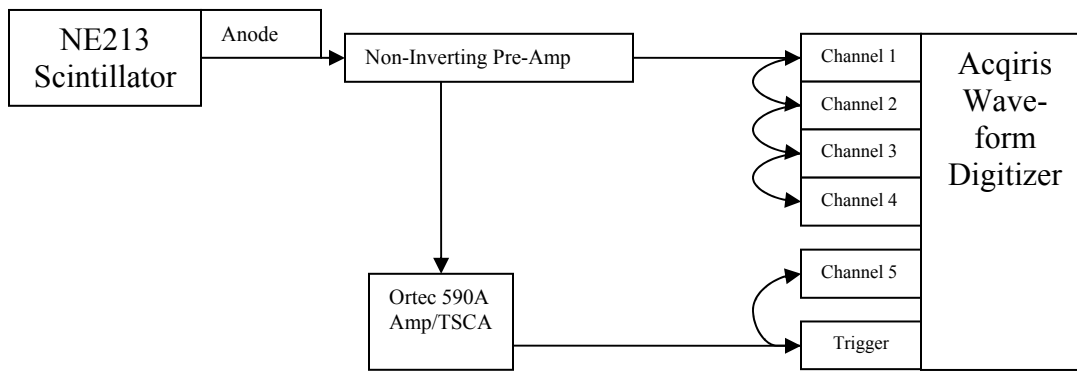 NE213
Scintillator
Anode
Non-Inverting Pre-Amp
Channel 1
Channel 2
Channel 3
Channel 4
Channel 5
Trigger
Acqiris
Wave-
form
Digitizer
Ortec 590A
Amp/TSCA